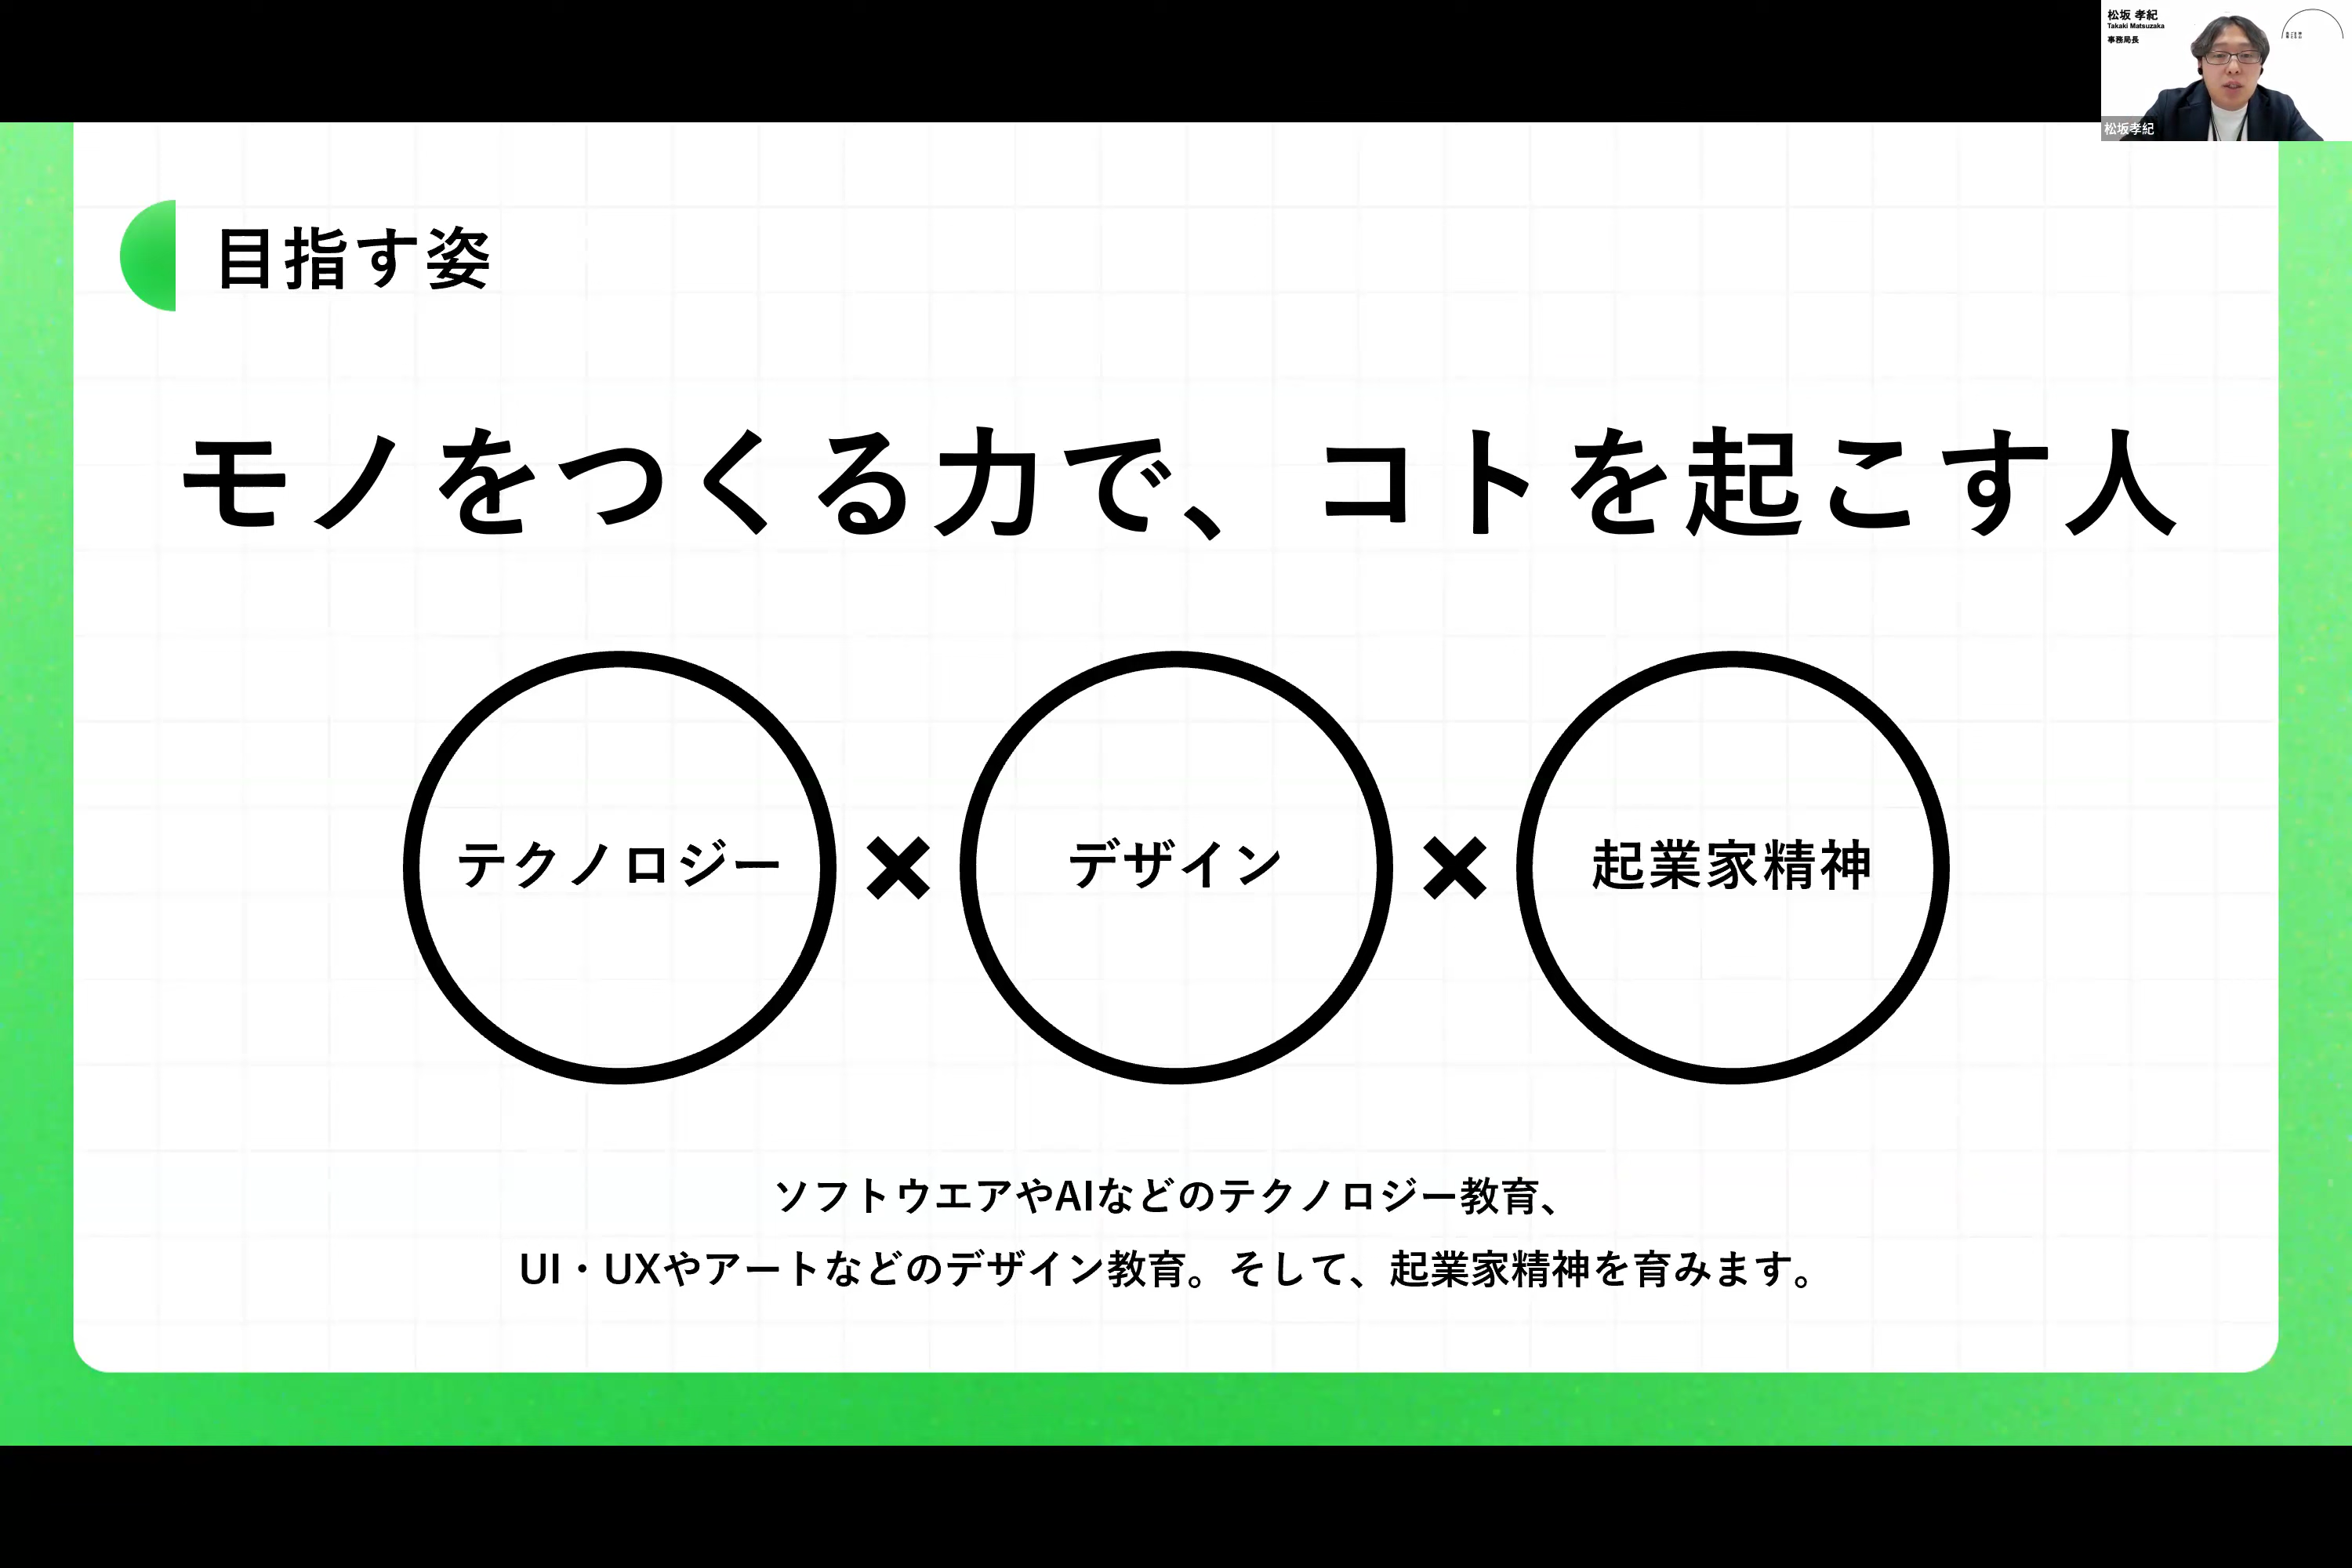 松坂 孝紀
Takaki Matsuzaka
事務局長
松坂孝紀
目指す姿
モノをつくる力で、コトを起こす人
テクノロジー × デザイン × 起業家精神
ソフトウエアやAIなどのテクノロジー教育、
UI・UXやアートなどのデザイン教育。そして、起業家精神を育みます。